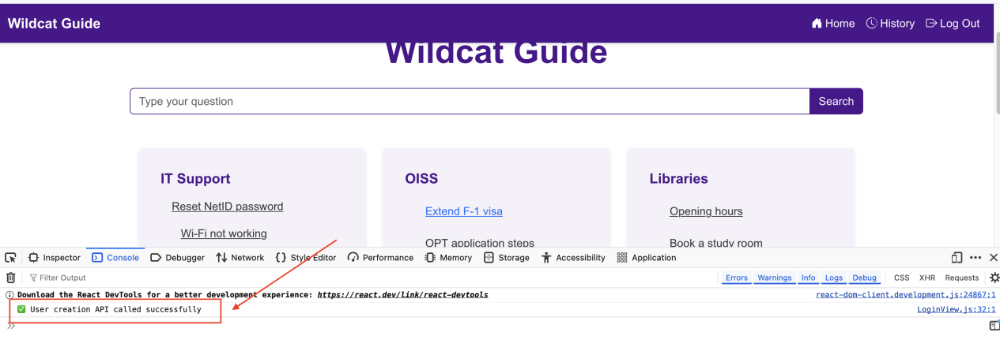 Wildcat Guide Home History Log Out
Wildcat Guide
Type your question Search
IT Support OISS Libraries
Reset NetID password Extend F-1 visa Opening hours
Wi-Fi not working OPT application steps Book a study room
Inspector Console Debugger Network Style Editor Performance Memory Storage Accessibility Application
Filter Output Errors Warnings Info Logs Debug CSS XHR Requests
Download the React DevTools for a better development experience: https://react.dev/link/react-devtools react-dom-client.development.js:24867:1
✅ User creation API called successfully LoginView.js:32:1